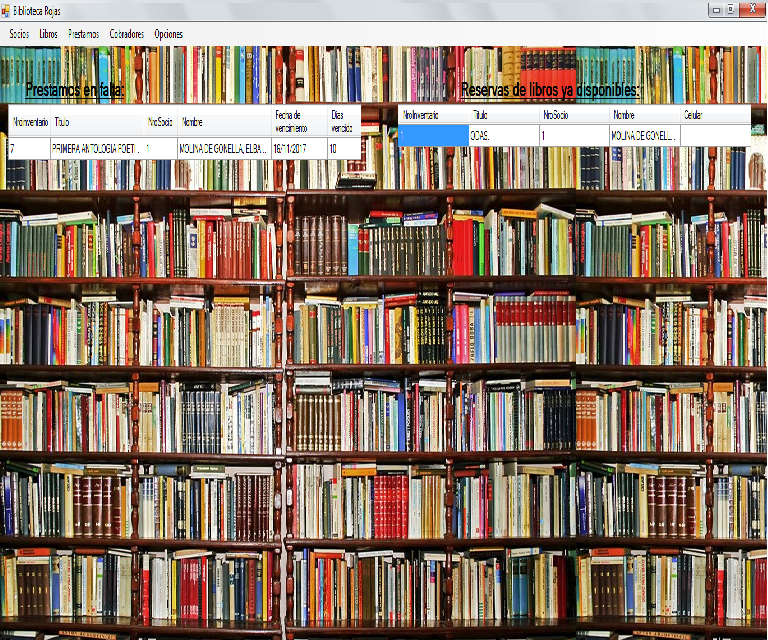 Biblioteca Rojas
Socios Libros Prestamos Cobradores Opciones
Prestamos en falta:
NroInventario Titulo NroSocio Nombre Fecha de vencimiento Dias vencido
7 PRIMERA ANTOLOGIA POETI... 1 MOLINA DE GONELLA, ELBA... 16/11/2017 10
Reservas de libros ya disponibles:
NroInventario Titulo NroSocio Nombre Celular
1 ODAS. 1 MOLINA DE GONELL...